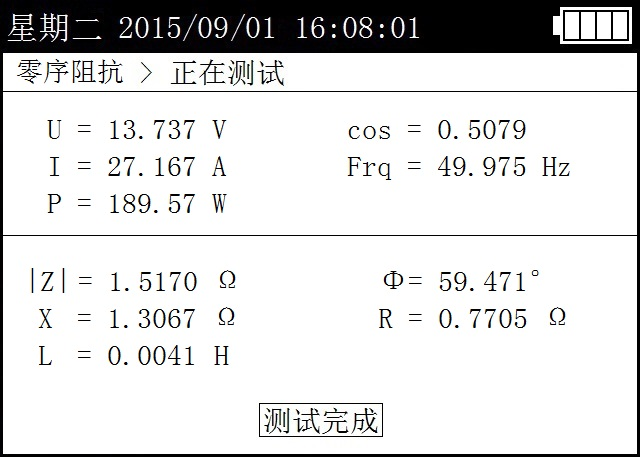 星期二 2015/09/01 16:08:01
零序阻抗 > 正在测试
U = 13.737 V cos = 0.5079
I = 27.167 A Frq = 49.975 Hz
P = 189.57 W
|Z| = 1.5170 Ω Φ = 59.471°
X = 1.3067 Ω R = 0.7705 Ω
L = 0.0041 H
测试完成